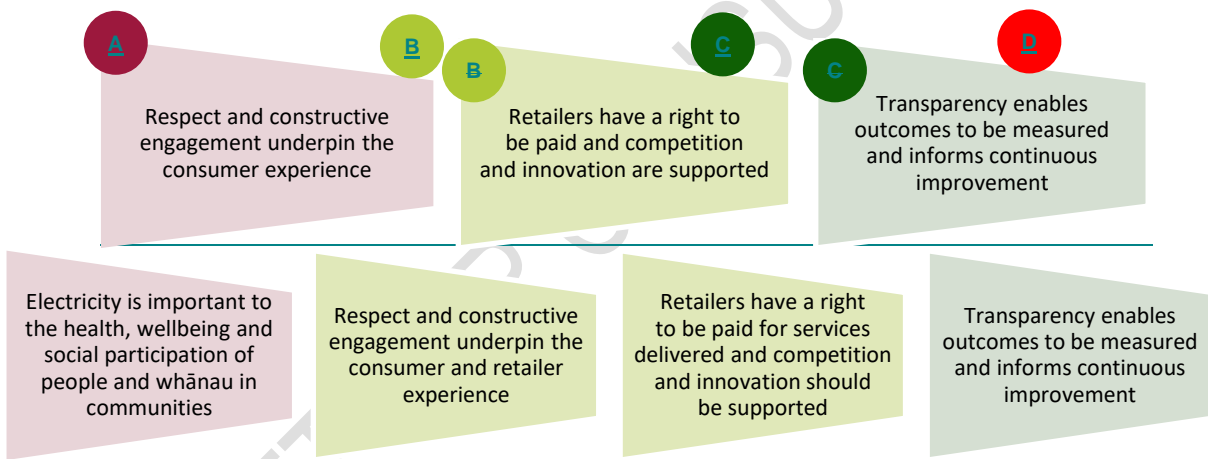 A
B
B
C
C
D
Respect and constructive
engagement underpin the
consumer experience
Retailers have a right to
be paid and competition
and innovation are supported
Transparency enables
outcomes to be measured
and informs continuous
improvement
Electricity is important to
the health, wellbeing and
social participation of
people and whānau in
communities
Respect and constructive
engagement underpin the
consumer and retailer
experience
Retailers have a right
to be paid for services
delivered and competition
and innovation should
be supported
Transparency enables
outcomes to be measured
and informs continuous
improvement